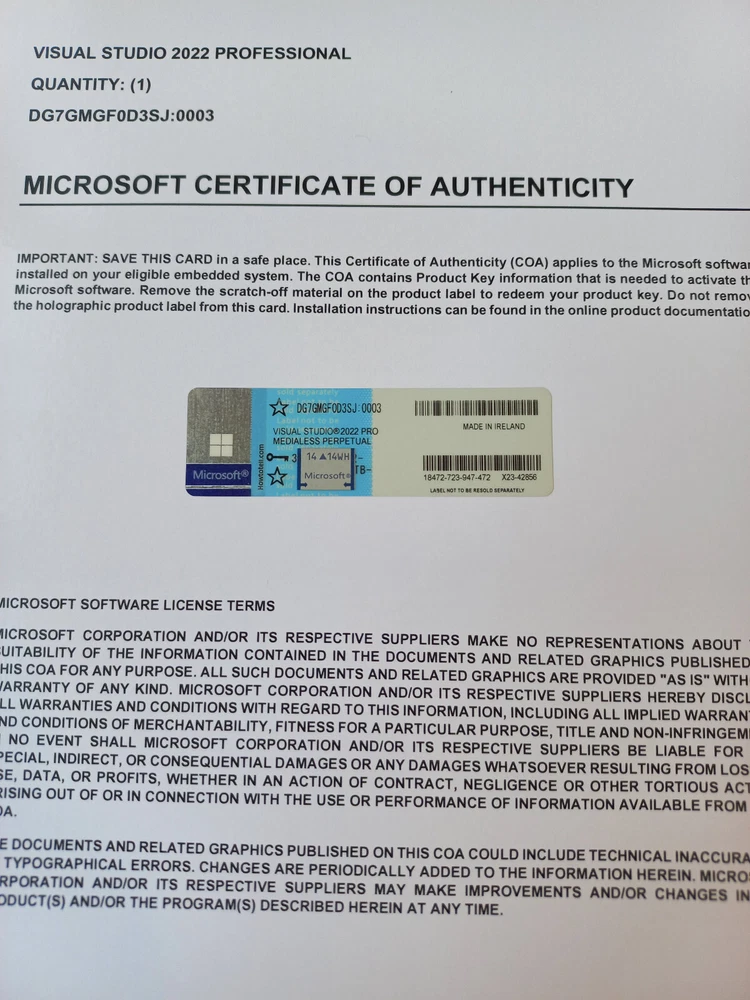 VISUAL STUDIO 2022 PROFESSIONAL
QUANTITY: (1)
DG7GMGF0D3SJ:0003
MICROSOFT CERTIFICATE OF AUTHENTICITY
IMPORTANT: SAVE THIS CARD in a safe place. This Certificate of Authenticity (COA) applies to the Microsoft softwar
installed on your eligible embedded system. The COA contains Product Key information that is needed to activate th
Microsoft software. Remove the scratch-off material on the product label to redeem your product key. Do not remov
the holographic product label from this card. Installation instructions can be found in the online product documentatio
DG7GMGF0D3SJ:0003
VISUAL STUDIO®2022 PRO
MEDIALESS PERPETUAL
MADE IN IRELAND
Microsoft®
Howtotell.com
14 ▲14WH
Microsoft®
TB-
18472-723-947-472 X23-42856
LABEL NOT TO BE RESOLD SEPARATELY
MICROSOFT SOFTWARE LICENSE TERMS
MICROSOFT CORPORATION AND/OR ITS RESPECTIVE SUPPLIERS MAKE NO REPRESENTATIONS ABOUT
UITABILITY OF THE INFORMATION CONTAINED IN THE DOCUMENTS AND RELATED GRAPHICS PUBLISHED
HIS COA FOR ANY PURPOSE. ALL SUCH DOCUMENTS AND RELATED GRAPHICS ARE PROVIDED "AS IS" WITH
WARRANTY OF ANY KIND. MICROSOFT CORPORATION AND/OR ITS RESPECTIVE SUPPLIERS HEREBY DISCL
LL WARRANTIES AND CONDITIONS WITH REGARD TO THIS INFORMATION, INCLUDING ALL IMPLIED WARRAN
ND CONDITIONS OF MERCHANTABILITY, FITNESS FOR A PARTICULAR PURPOSE, TITLE AND NON-INFRINGEM
NO EVENT SHALL MICROSOFT CORPORATION AND/OR ITS RESPECTIVE SUPPLIERS BE LIABLE FOR
PECIAL, INDIRECT, OR CONSEQUENTIAL DAMAGES OR ANY DAMAGES WHATSOEVER RESULTING FROM LOS
SE, DATA, OR PROFITS, WHETHER IN AN ACTION OF CONTRACT, NEGLIGENCE OR OTHER TORTIOUS ACT
RISING OUT OF OR IN CONNECTION WITH THE USE OR PERFORMANCE OF INFORMATION AVAILABLE FROM
OA.
E DOCUMENTS AND RELATED GRAPHICS PUBLISHED ON THIS COA COULD INCLUDE TECHNICAL INACCURA
TYPOGRAPHICAL ERRORS. CHANGES ARE PERIODICALLY ADDED TO THE INFORMATION HEREIN. MICRO
RPORATION AND/OR ITS RESPECTIVE SUPPLIERS MAY MAKE IMPROVEMENTS AND/OR CHANGES IN
ODUCT(S) AND/OR THE PROGRAM(S) DESCRIBED HEREIN AT ANY TIME.